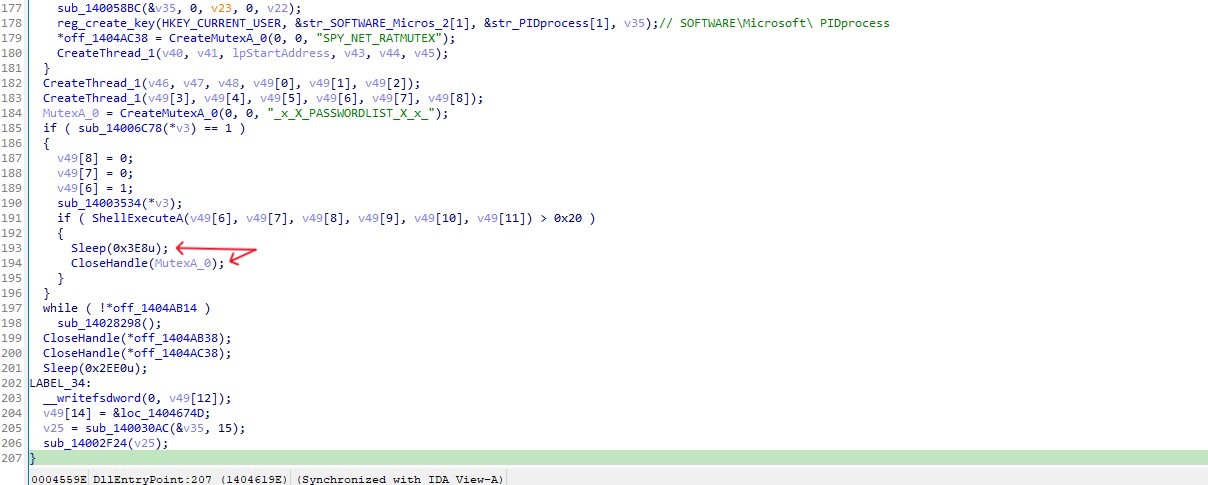 177 sub_140058BC(&v35, 0, v23, 0, v22);
178 reg_create_key(HKEY_CURRENT_USER, &str_SOFTWARE_Micros_2[1], &str_PIDprocess[1], v35);// SOFTWARE\Microsoft\ PIDprocess
179 *off_1404AC38 = CreateMutexA_0(0, 0, "SPY_NET_RATMUTEX");
180 CreateThread_1(v40, v41, lpStartAddress, v43, v44, v45);
181 }
182 CreateThread_1(v46, v47, v48, v49[0], v49[1], v49[2]);
183 CreateThread_1(v49[3], v49[4], v49[5], v49[6], v49[7], v49[8]);
184 MutexA_0 = CreateMutexA_0(0, 0, "_x_X_PASSWORDLIST_X_x_");
185 if ( sub_14006C78(*v3) == 1 )
186 {
187 v49[8] = 0;
188 v49[7] = 0;
189 v49[6] = 1;
190 sub_14003534(*v3);
191 if ( ShellExecuteA(v49[6], v49[7], v49[8], v49[9], v49[10], v49[11]) > 0x20 )
192 {
193 Sleep(0x3E8u);
194 CloseHandle(MutexA_0);
195 }
196 }
197 while ( !*off_1404AB14 )
198 sub_14028298();
199 CloseHandle(*off_1404AB38);
200 CloseHandle(*off_1404AC38);
201 Sleep(0x2EE0u);
202 LABEL_34:
203 __writefsdword(0, v49[12]);
204 v49[14] = &loc_1404674D;
205 v25 = sub_140030AC(&v35, 15);
206 sub_14002F24(v25);
207 }
0004559E DllEntryPoint:207 (1404619E) (Synchronized with IDA View-A)